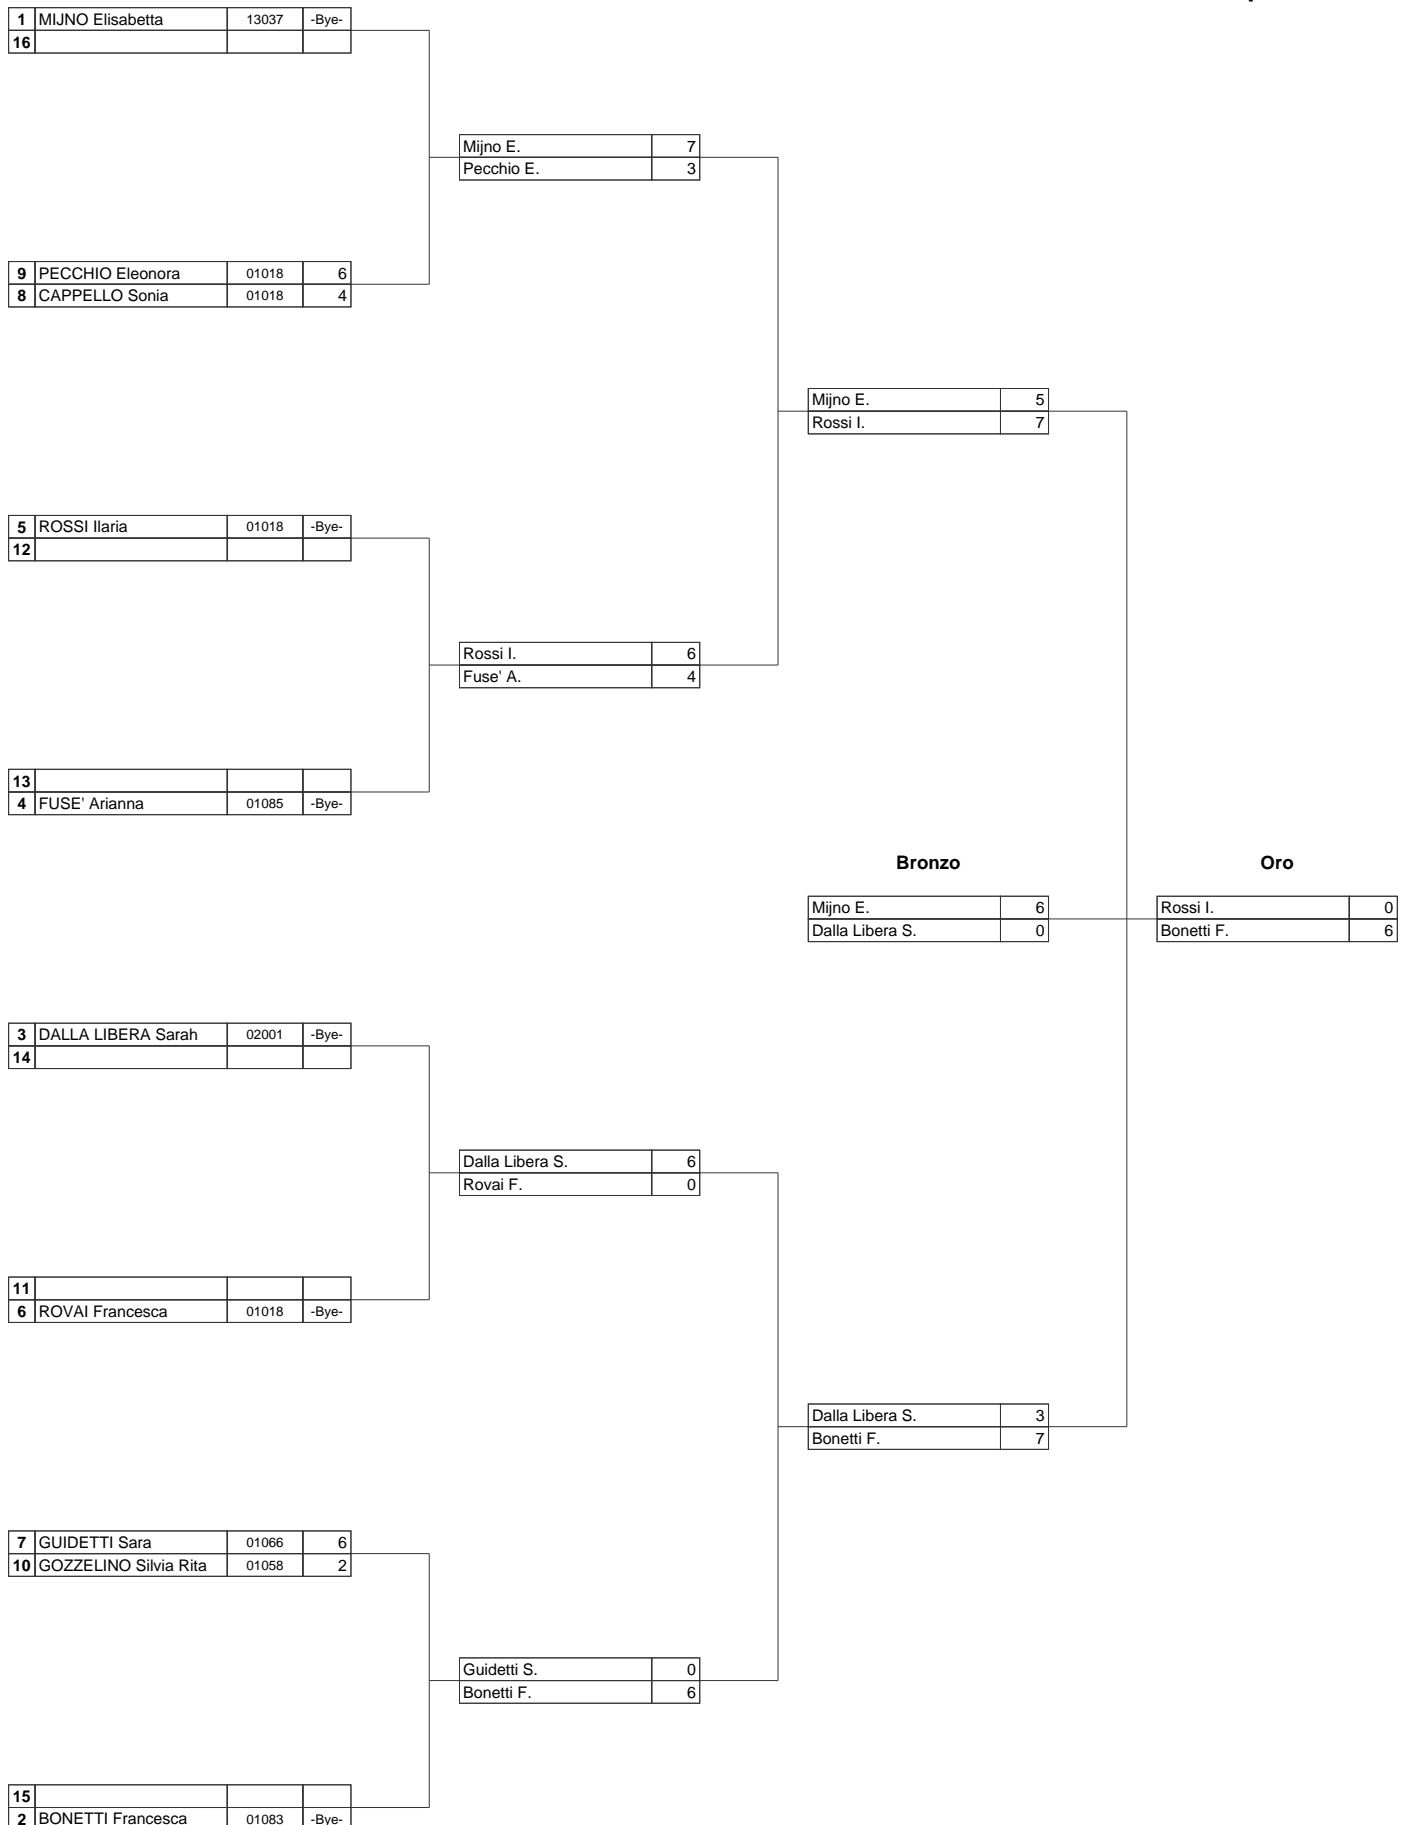 1 MIJNO Elisabetta 13037 -Bye-
16
Mijno E. 7
Pecchio E. 3
9 PECCHIO Eleonora 01018 6
8 CAPPELLO Sonia 01018 4
Mijno E. 5
Rossi I. 7
5 ROSSI Ilaria 01018 -Bye-
12
Rossi I. 6
Fuse' A. 4
13
4 FUSE' Arianna 01085 -Bye-
Bronzo Oro
Mijno E. 6 Rossi I. 0
Dalla Libera S. 0 Bonetti F. 6
3 DALLA LIBERA Sarah 02001 -Bye-
14
Dalla Libera S. 6
Rovai F. 0
11
6 ROVAI Francesca 01018 -Bye-
Dalla Libera S. 3
Bonetti F. 7
7 GUIDETTI Sara 01066 6
10 GOZZELINO Silvia Rita 01058 2
Guidetti S. 0
Bonetti F. 6
15
2 BONETTI Francesca 01083 -Bye-